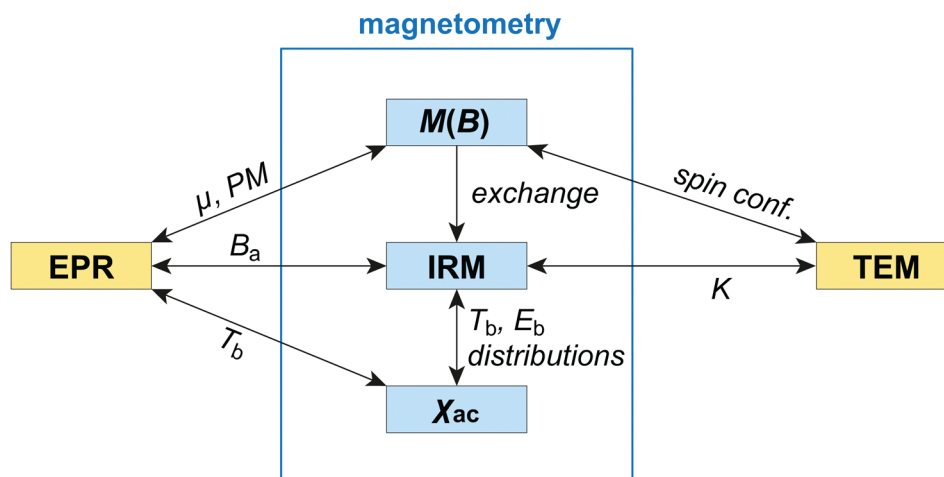 magnetometry
M(B)
μ, PM
exchange
spin conf.
EPR
Ba
IRM
TEM
K
Tb
Tb, Eb
distributions
χac